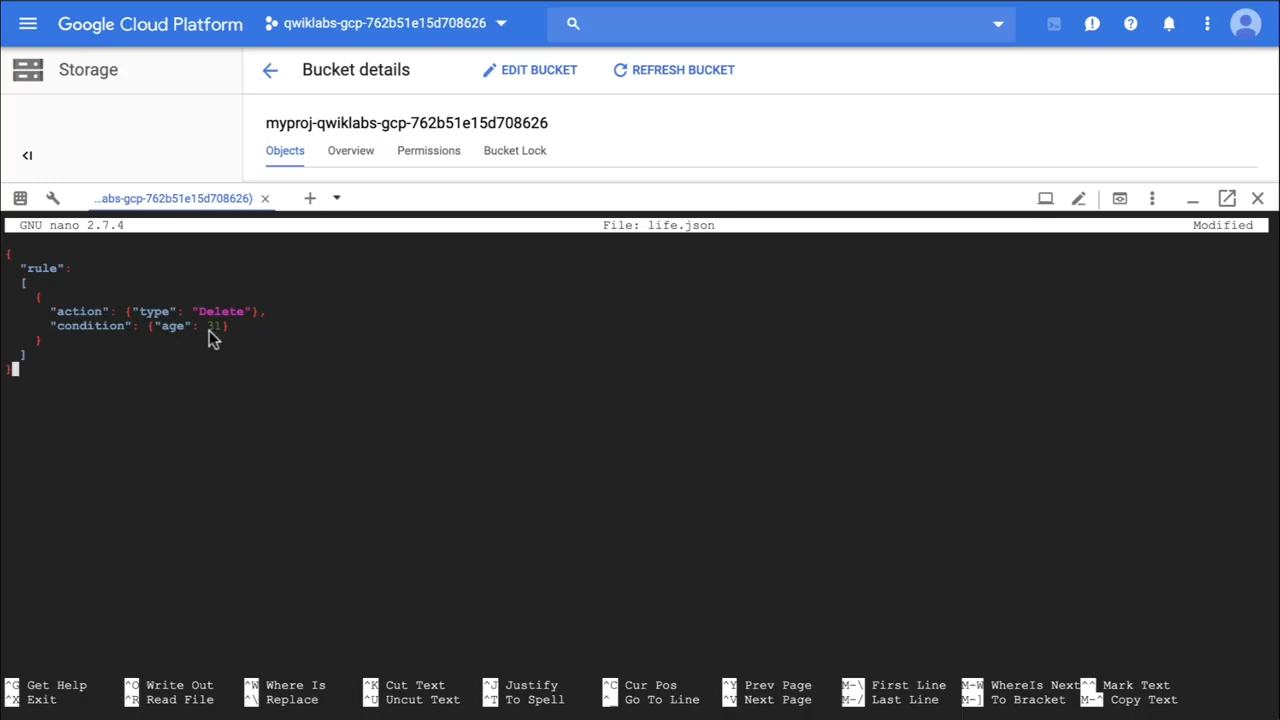 Google Cloud Platform qwiklabs-gcp-762b51e15d708626
Storage Bucket details EDIT BUCKET REFRESH BUCKET
myproj-qwiklabs-gcp-762b51e15d708626
Objects Overview Permissions Bucket Lock
...abs-gcp-762b51e15d708626)
GNU nano 2.7.4 File: life.json Modified
{
"rule":
[
{
"action": {"type": "Delete"},
"condition": {"age": 31}
}
]
}
^G Get Help ^O Write Out ^W Where Is ^K Cut Text ^J Justify ^C Cur Pos ^Y Prev Page M-\ First Line M-W WhereIs Next ^^ Mark Text
^X Exit ^R Read File ^\ Replace ^U Uncut Text ^T To Spell ^_ Go To Line ^V Next Page M-/ Last Line M-] To Bracket M-^ Copy Text